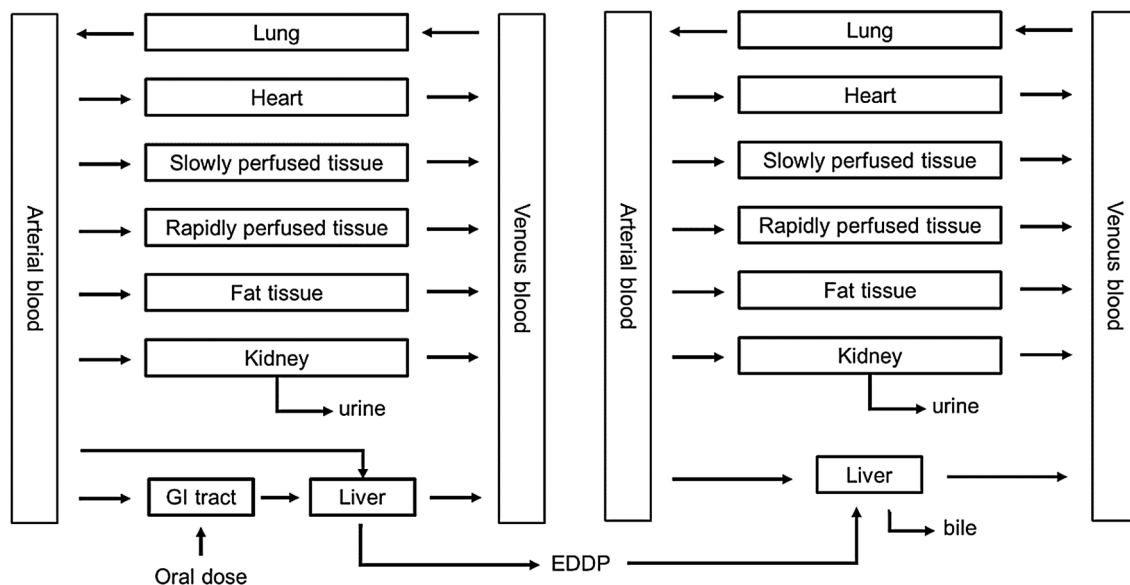 Arterial blood
Lung
Heart
Slowly perfused tissue
Rapidly perfused tissue
Fat tissue
Kidney
urine
GI tract
Liver
Oral dose
Venous blood
EDDP
Arterial blood
Lung
Heart
Slowly perfused tissue
Rapidly perfused tissue
Fat tissue
Kidney
urine
Liver
bile
Venous blood